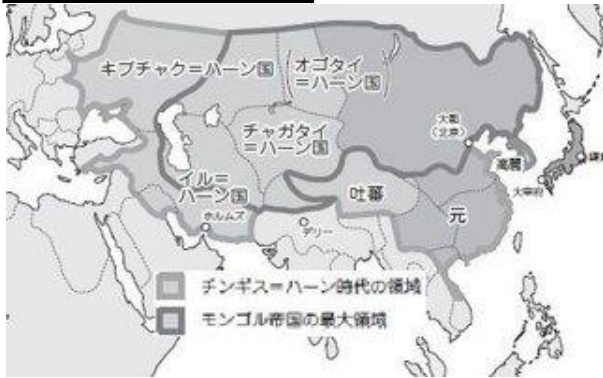 キプチャク=ハーン国
(オゴタイ
=ハーン国)
チャガタイ
=ハーン国
大都
(北京)
高麗
鎌倉
大宰府
イル=
ハーン国
ホルムズ
吐蕃
元
デリー
チンギス=ハーン時代の領域
モンゴル帝国の最大領域